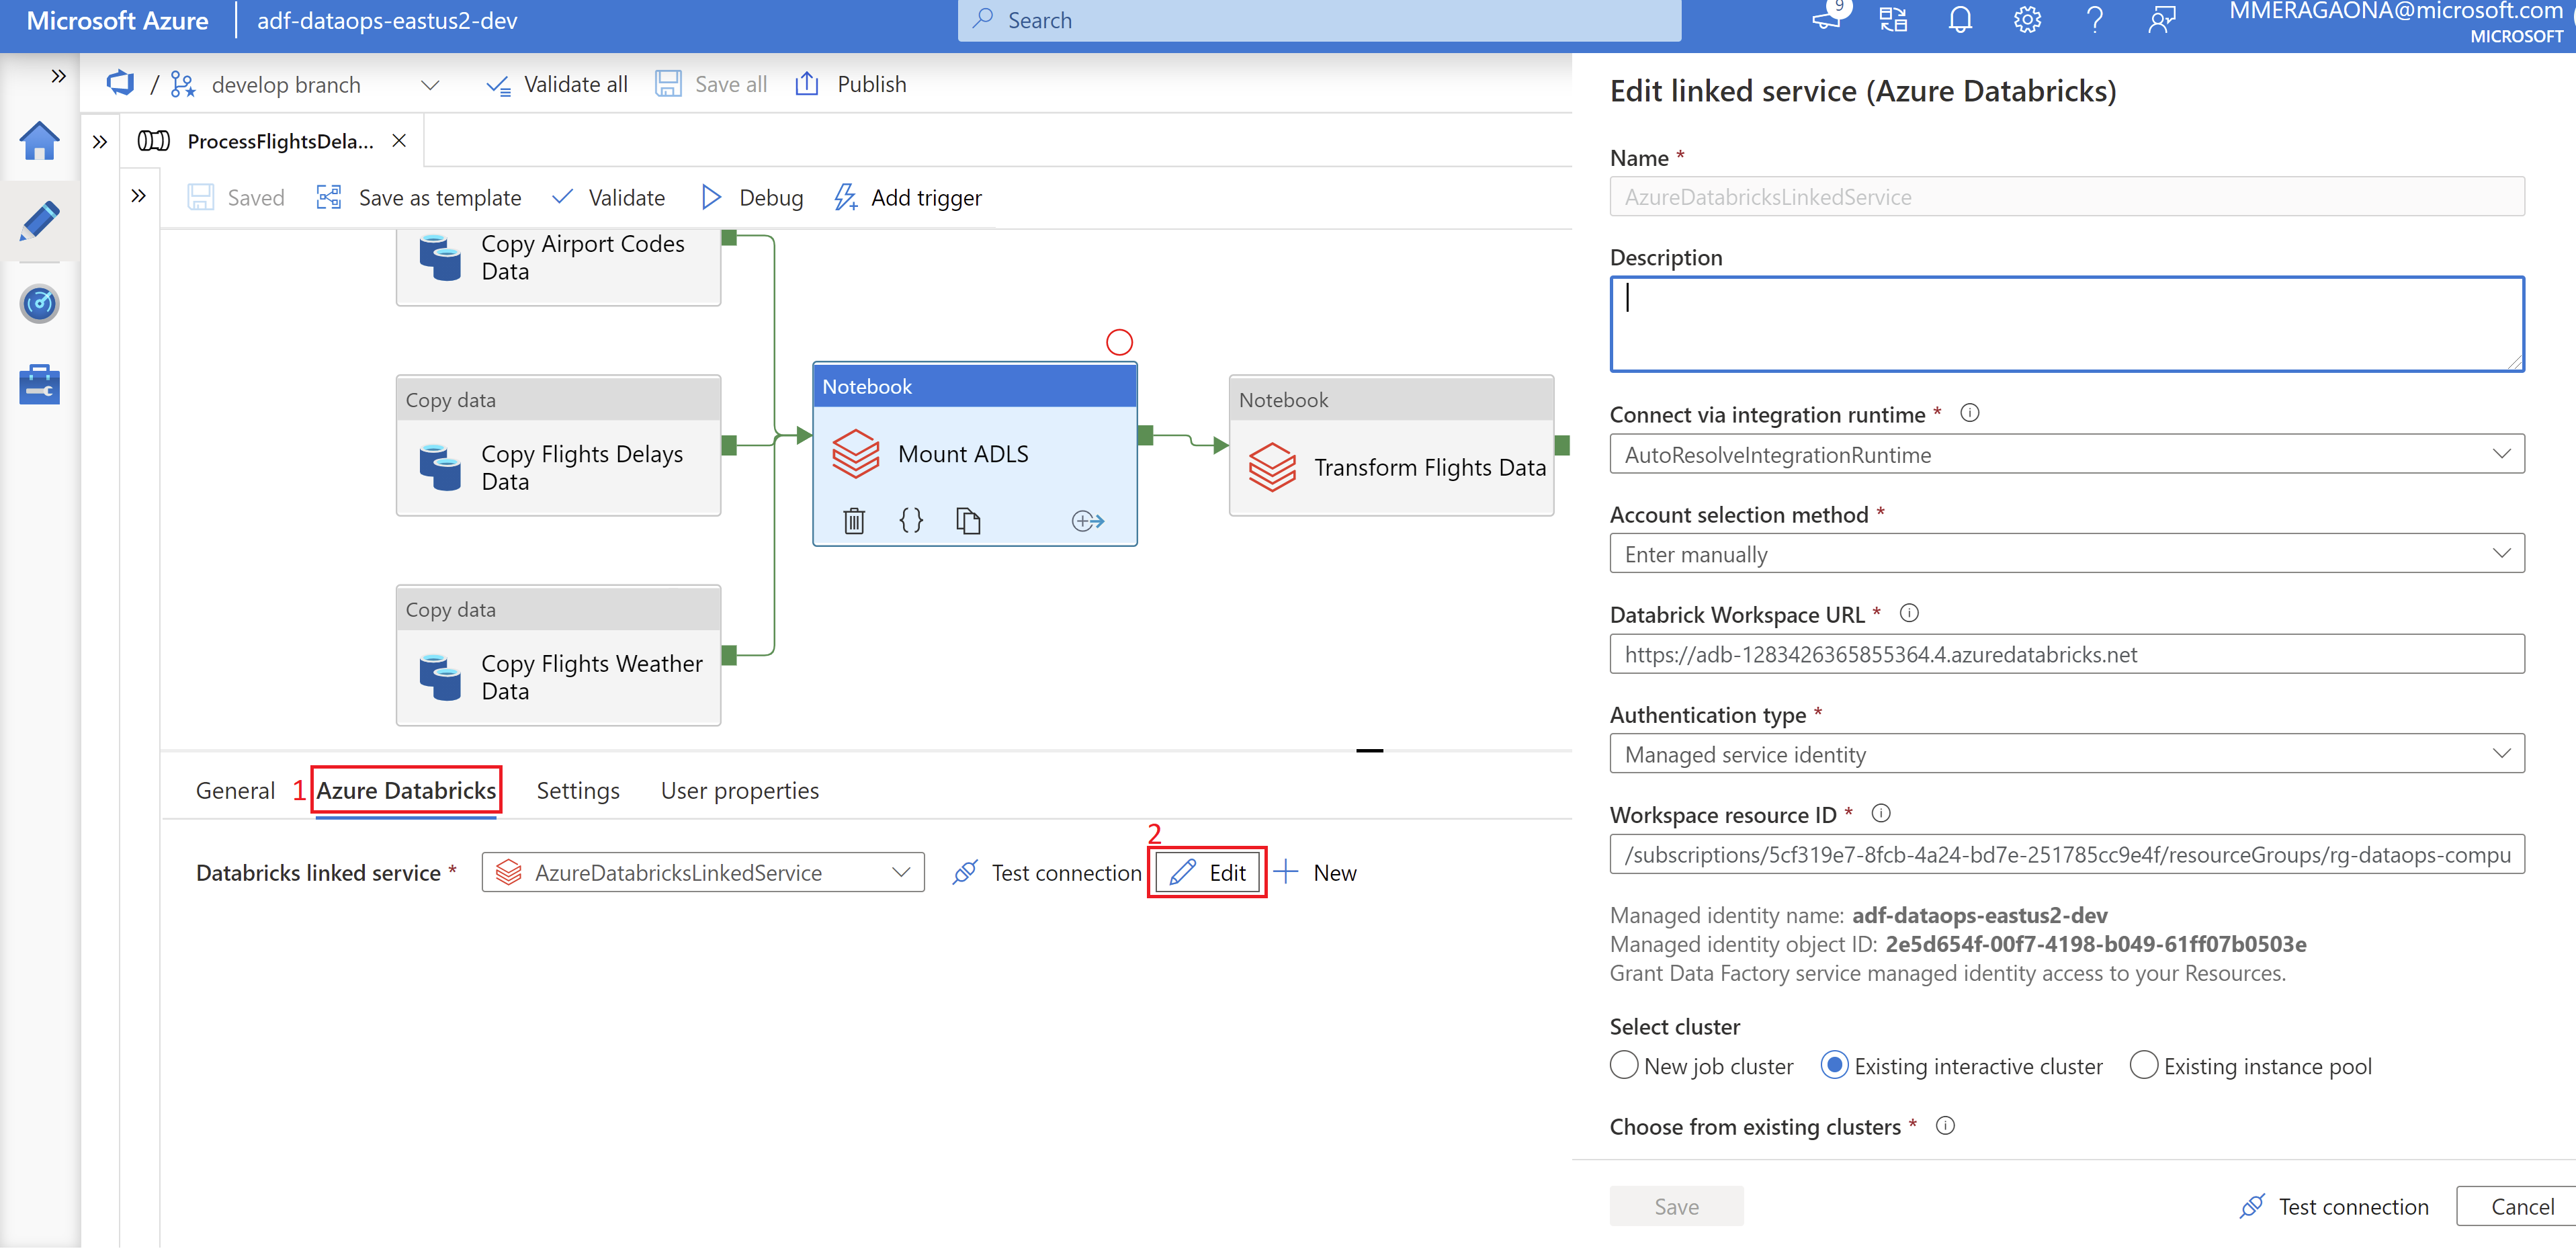 Microsoft Azure
adf-dataops-eastus2-dev
Search
9
MMERAGAONA@microsoft.com
MICROSOFT
/ develop branch
Validate all
Save all
Publish
ProcessFlightsDela...
Saved
Save as template
Validate
Debug
Add trigger
Copy Airport Codes
Data
Copy data
Copy Flights Delays
Data
Copy data
Copy Flights Weather
Data
Notebook
Mount ADLS
{}
Notebook
Transform Flights Data
General
1
Azure Databricks
Settings
User properties
Databricks linked service *
AzureDatabricksLinkedService
Test connection
2
Edit
New
Edit linked service (Azure Databricks)
Name *
AzureDatabricksLinkedService
Description
Connect via integration runtime *
AutoResolveIntegrationRuntime
Account selection method *
Enter manually
Databrick Workspace URL *
https://adb-1283426365855364.4.azuredatabricks.net
Authentication type *
Managed service identity
Workspace resource ID *
/subscriptions/5cf319e7-8fcb-4a24-bd7e-251785cc9e4f/resourceGroups/rg-dataops-compu
Managed identity name: adf-dataops-eastus2-dev
Managed identity object ID: 2e5d654f-00f7-4198-b049-61ff07b0503e
Grant Data Factory service managed identity access to your Resources.
Select cluster
New job cluster
Existing interactive cluster
Existing instance pool
Choose from existing clusters *
Save
Test connection
Cancel